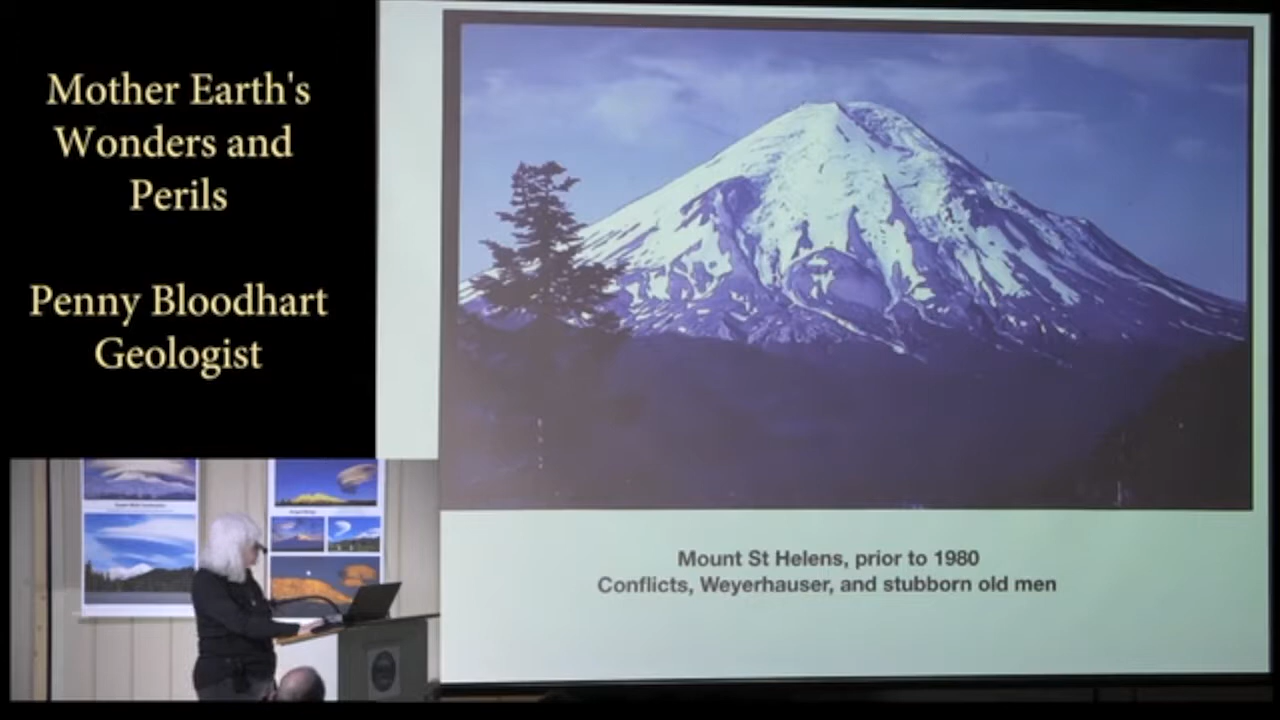 Mother Earth's
Wonders and
Perils
Penny Bloodhart
Geologist
Mount St Helens, prior to 1980
Conflicts, Weyerhauser, and stubborn old men